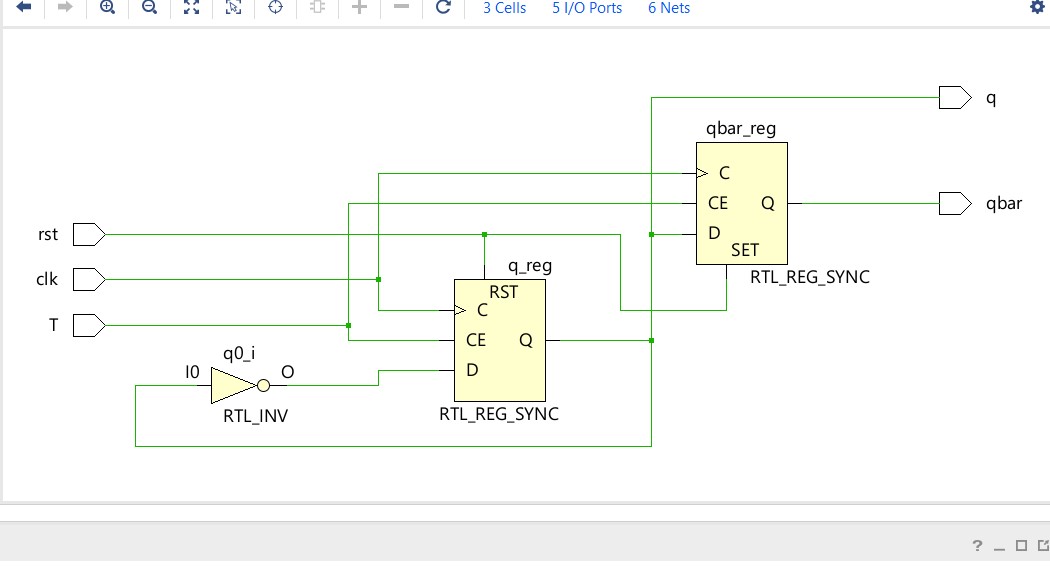 3 Cells 5 I/O Ports 6 Nets
q
qbar_reg
C
CE Q qbar
D
SET
RTL_REG_SYNC
rst
clk
T
q_reg
RST
C
CE Q
D
RTL_REG_SYNC
q0_i
I0 O
RTL_INV
?